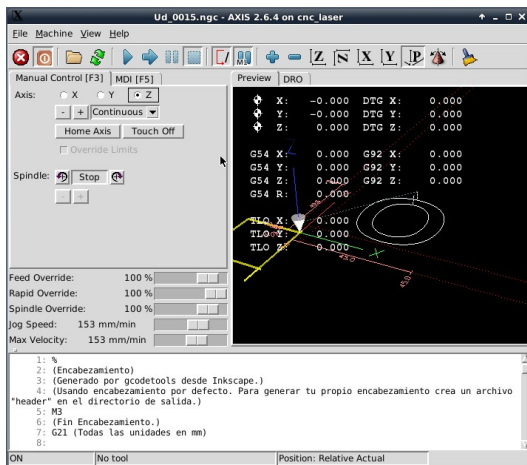 Ud_0015.ngc - AXIS 2.6.4 on cnc_laser
File Machine View Help
Manual Control [F3] MDI [F5]
Preview DRO
Axis: X Y Z
- + Continuous
Home Axis Touch Off
Override Limits
Spindle: Stop
- +
Feed Override: 100 %
Rapid Override: 100 %
Spindle Override: 100 %
Jog Speed: 153 mm/min
Max Velocity: 153 mm/min
X: -0.000 DTG X: 0.000
Y: -0.000 DTG Y: 0.000
Z: 0.000 DTG Z: 0.000
G54 X: 0.000 G92 X: 0.000
G54 Y: 0.000 G92 Y: 0.000
G54 Z: 0.000 G92 Z: 0.000
G54 R: 0.000
TLO X: 0.000
TLO Y: 0.000
TLO Z: 0.000
45.0
1: %
2: (Encabezamiento)
3: (Generado por gcodetools desde Inkscape.)
4: (Usando encabezamiento por defecto. Para generar tu propio encabezamiento crea un archivo
"header" en el directorio de salida.)
5: M3
6: (Fin Encabezamiento.)
7: G21 (Todas las unidades en mm)
8:
ON No tool Position: Relative Actual